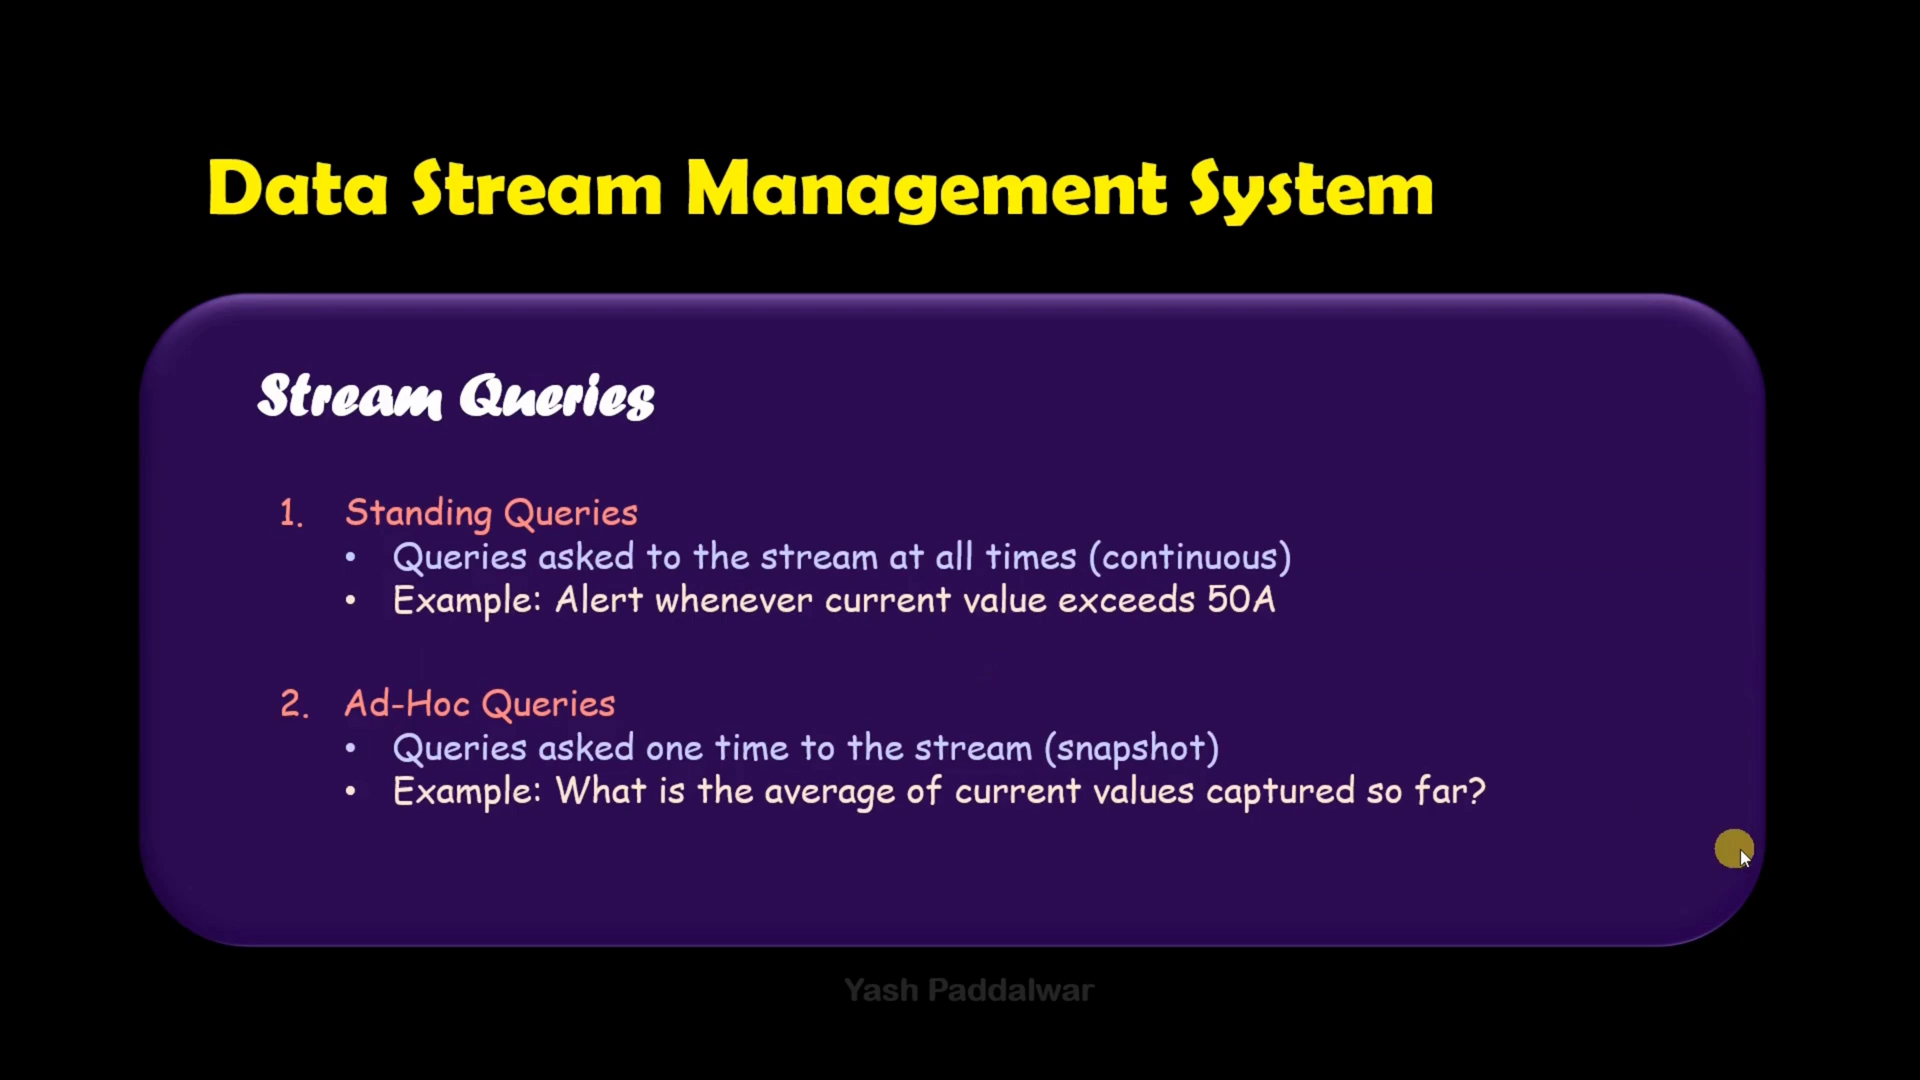 Data Stream Management System
Stream Queries
1. Standing Queries
• Queries asked to the stream at all times (continuous)
• Example: Alert whenever current value exceeds 50A
2. Ad-Hoc Queries
• Queries asked one time to the stream (snapshot)
• Example: What is the average of current values captured so far?
Yash Paddalwar